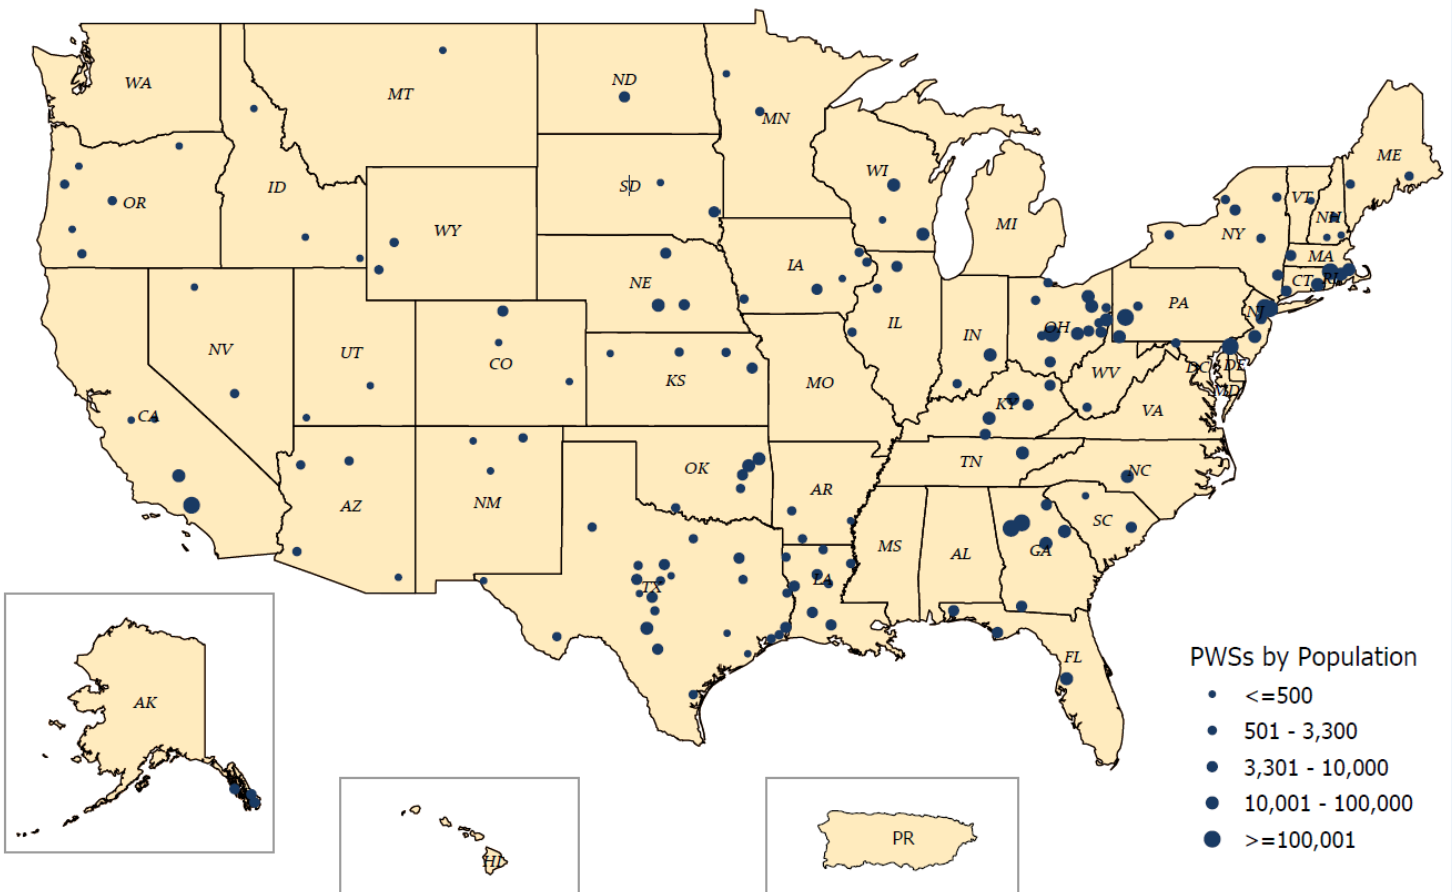 WA
MT
ND
MN
ME
OR
ID
SD
WI
VT
NH
WY
MI
NY
MA
IA
CT
RI
NE
PA
NJ
NV
UT
CO
IL
IN
OH
KS
MO
WV
DC
DE
MD
CA
KY
VA
OK
TN
NC
AZ
NM
AR
SC
MS
AL
GA
TX
LA
FL
PWSs by Population
<=500
501 - 3,300
3,301 - 10,000
10,001 - 100,000
>=100,001
AK
HI
PR